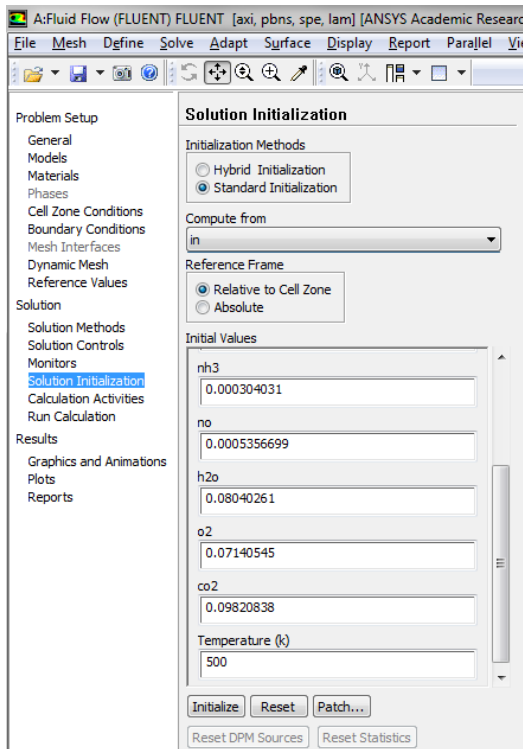 A:Fluid Flow (FLUENT) FLUENT [axi, pbns, spe, lam] [ANSYS Academic Resear
File Mesh Define Solve Adapt Surface Display Report Parallel Vi
Problem Setup
General
Models
Materials
Phases
Cell Zone Conditions
Boundary Conditions
Mesh Interfaces
Dynamic Mesh
Reference Values
Solution
Solution Methods
Solution Controls
Monitors
Solution Initialization
Calculation Activities
Run Calculation
Results
Graphics and Animations
Plots
Reports
Solution Initialization
Initialization Methods
Hybrid Initialization
Standard Initialization
Compute from
in
Reference Frame
Relative to Cell Zone
Absolute
Initial Values
nh3
0.000304031
no
0.0005356699
h2o
0.08040261
o2
0.07140545
co2
0.09820838
Temperature (k)
500
Initialize Reset Patch...
Reset DPM Sources Reset Statistics